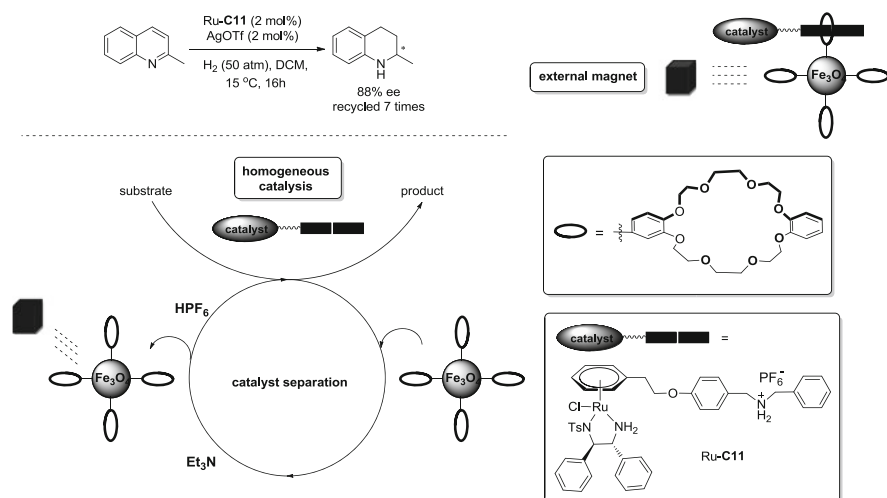 Ru-C11 (2 mol%)
AgOTf (2 mol%)
H2 (50 atm), DCM,
15 °C, 16h
N
N
H
*
88% ee
recycled 7 times
external magnet
catalyst
Fe3O
homogeneous
catalysis
substrate
product
catalyst
HPF6
Fe3O
catalyst separation
Fe3O
Et3N
=
O
O
O
O
O
O
O
O
catalyst
=
Cl
Ru
TsN
NH2
O
N
H2
+
PF6-
Ru-C11